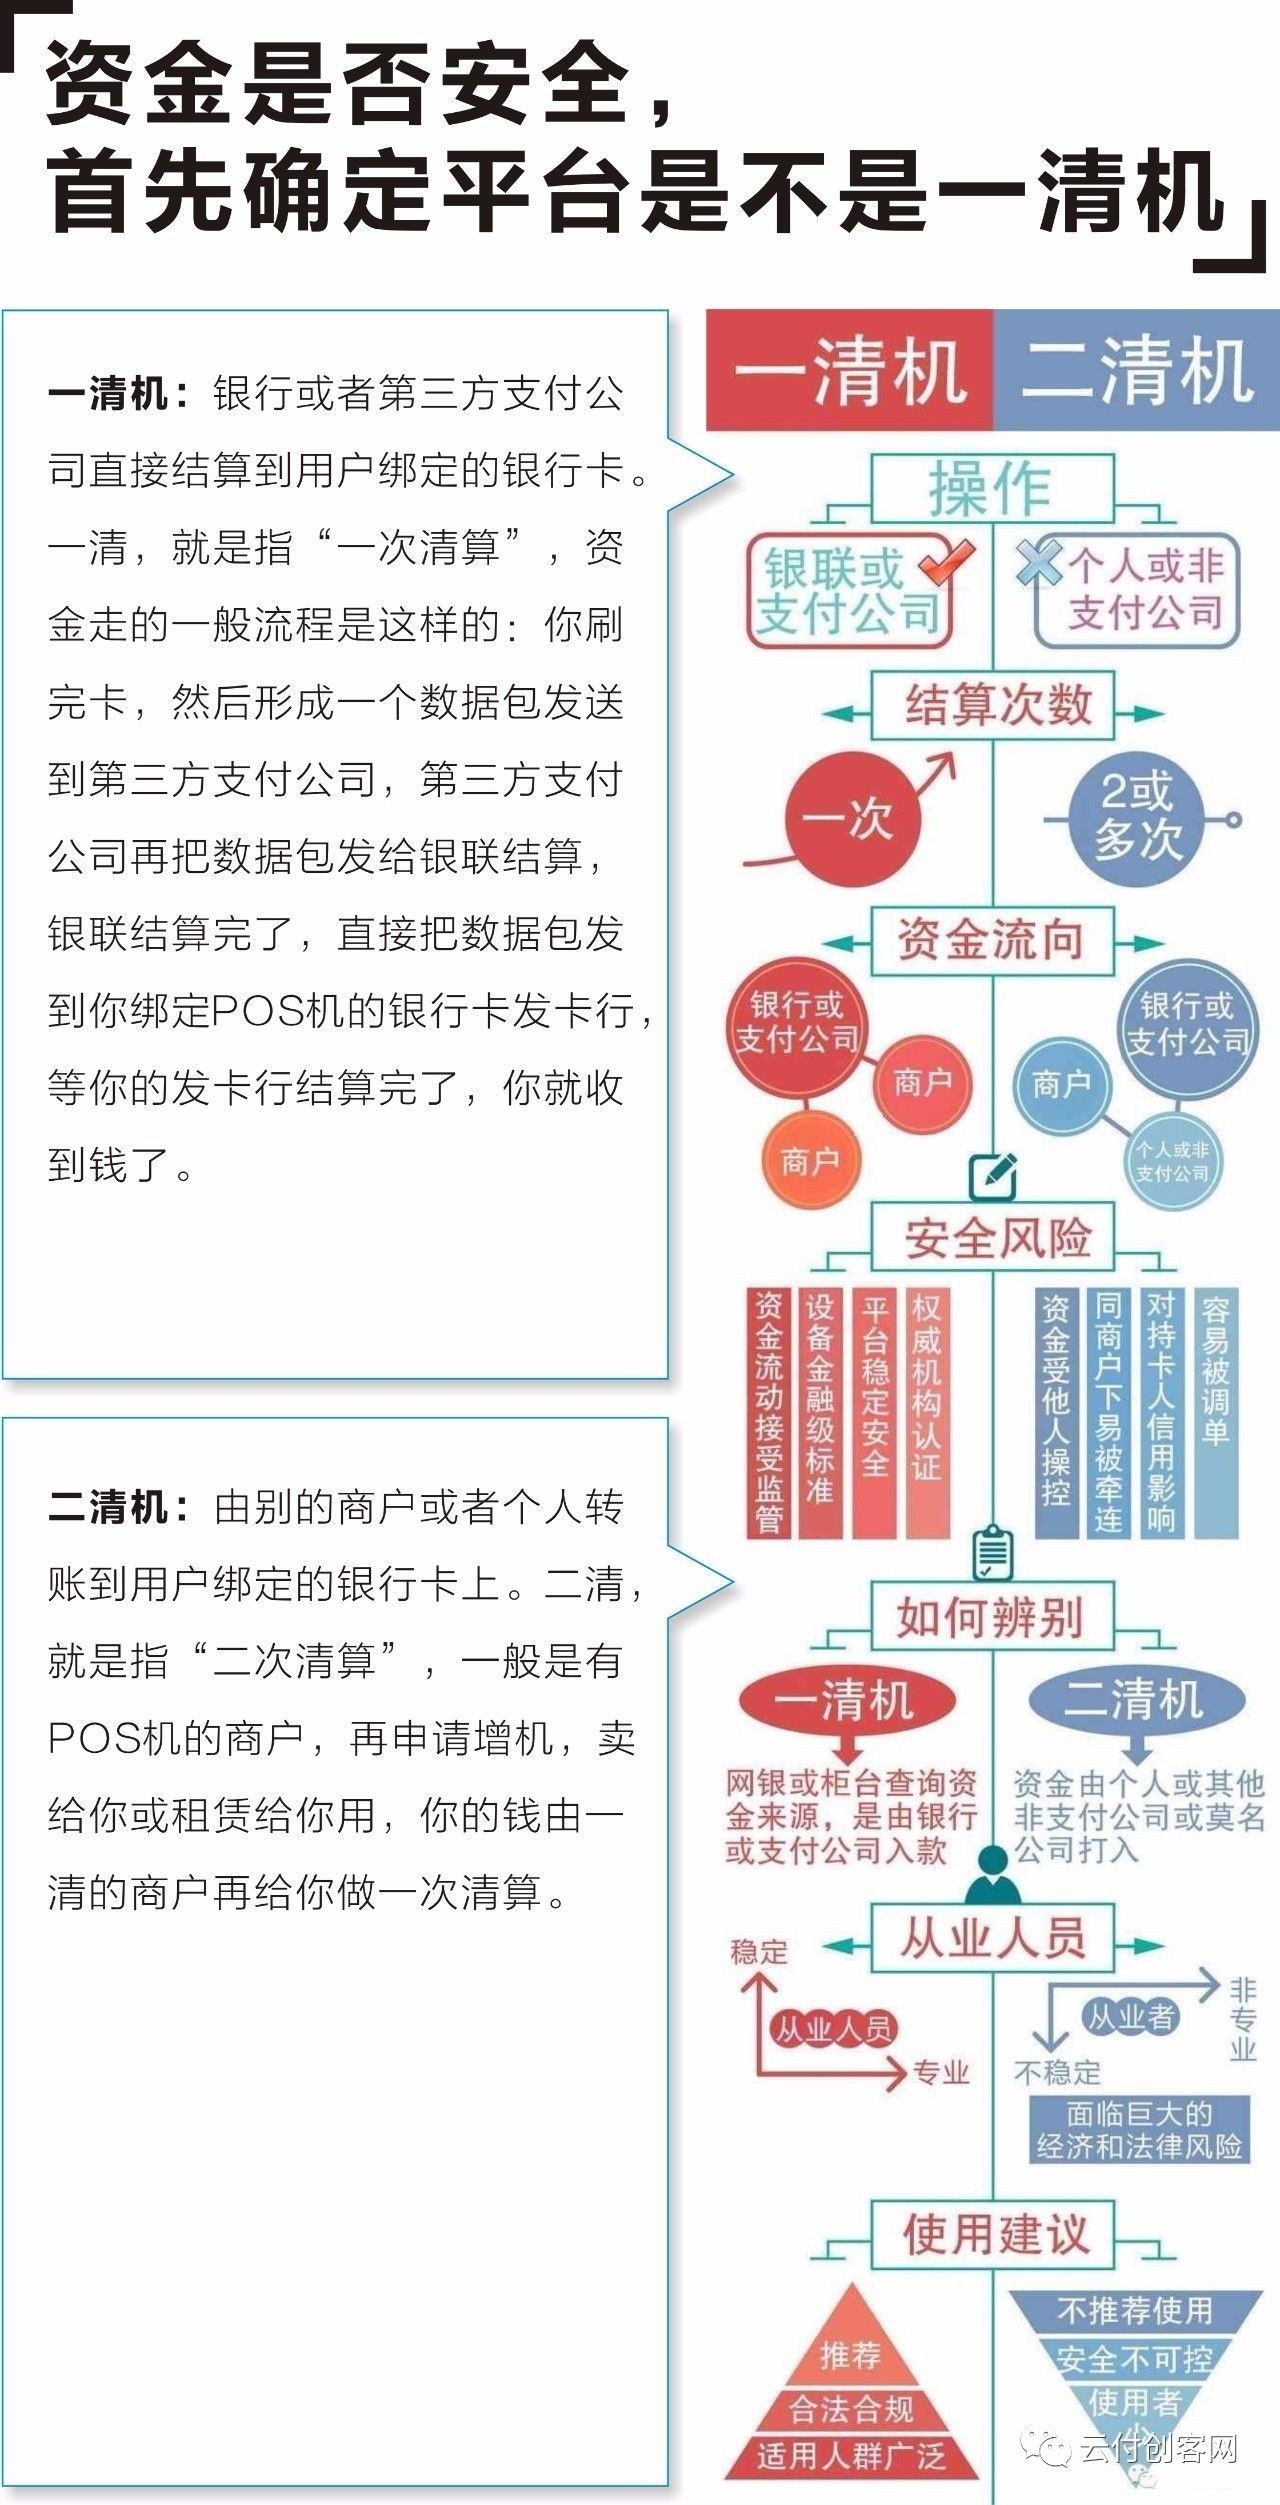 资金是否安全，
首先确定平台是不是一清机
一清机：银行或者第三方支付公
司直接结算到用户绑定的银行卡。
一清，就是指“一次清算”，资
金走的一般流程是这样的：你刷
完卡，然后形成一个数据包发送
到第三方支付公司，第三方支付
公司再把数据包发给银联结算，
银联结算完了，直接把数据包发
到你绑定POS机的银行卡发卡行，
等你的发卡行结算完了，你就收
到钱了。
二清机：由别的商户或者个人转
账到用户绑定的银行卡上。二清，
就是指“二次清算”，一般是有
POS机的商户，再申请增机，卖
给你或租赁给你用，你的钱由一
清的商户再给你做一次清算。
一清机
二清机
操作
银联或
支付公司
个人或非
支付公司
结算次数
一次
2或
多次
资金流向
银行或
支付公司
商户
商户
银行或
支付公司
商户
个人或非
支付公司
安全风险
资金流动接受监管
设备金融级标准
平台稳定安全
权威机构认证
资金受他人操控
同商户下易被牵连
对持卡人信用影响
容易被调单
如何辨别
一清机
二清机
网银或柜台查询资
金来源，是由银行
或支付公司入款
资金由个人或其他
非支付公司或莫名
公司打入
从业人员
稳定
从业人员
专业
非专业
从业者
不稳定
面临巨大的
经济和法律风险
使用建议
推荐
合法合规
适用人群广泛
不推荐使用
安全不可控
使用者
少
云付创客网